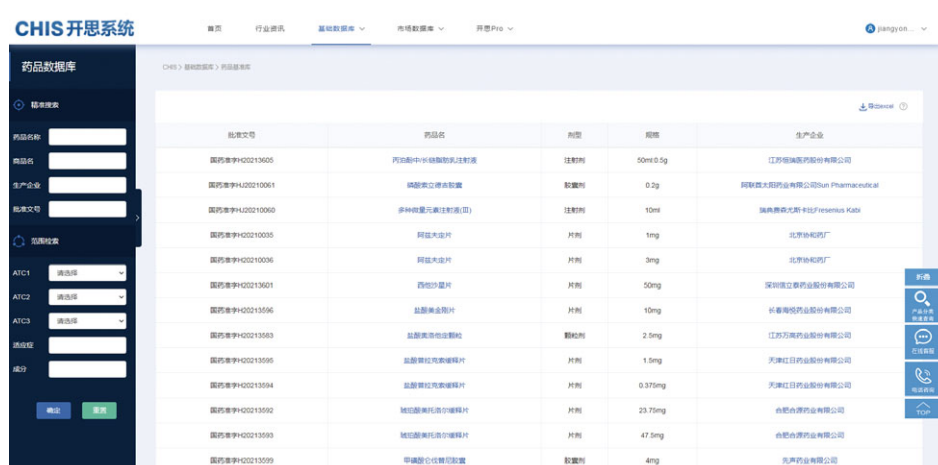 CHIS 开思系统
首页 行业资讯 基础数据库 市场数据库 开思Pro jiangyon...
药品数据库
CHIS > 基础数据库 > 药品基准库
精准搜索
药品名称
商品名
生产企业
批准文号
范围检索
ATC1 请选择
ATC2 请选择
ATC3 请选择
适应症
成分
确定 重置
导出excel
批准文号 药品名 剂型 规格 生产企业
国药准字H20213605 丙泊酚中/长链脂肪乳注射液 注射剂 50ml:0.5g 江苏恒瑞医药股份有限公司
国药准字HJ20210061 磷酸索立德吉胶囊 胶囊剂 0.2g 阿联酋太阳药业有限公司Sun Pharmaceutical
国药准字HJ20210060 多种微量元素注射液(III) 注射剂 10ml 瑞典费森尤斯卡比Fresenius Kabi
国药准字H20210035 阿兹夫定片 片剂 1mg 北京协和药厂
国药准字H20210036 阿兹夫定片 片剂 3mg 北京协和药厂
国药准字H20213601 西他沙星片 片剂 50mg 深圳信立泰药业股份有限公司
国药准字H20213596 盐酸美金刚片 片剂 10mg 长春海悦药业股份有限公司
国药准字H20213583 盐酸奥洛他定颗粒 颗粒剂 2.5mg 江苏万高药业股份有限公司
国药准字H20213595 盐酸普拉克索缓释片 片剂 1.5mg 天津红日药业股份有限公司
国药准字H20213594 盐酸普拉克索缓释片 片剂 0.375mg 天津红日药业股份有限公司
国药准字H20213592 琥珀酸美托洛尔缓释片 片剂 23.75mg 合肥合源药业有限公司
国药准字H20213593 琥珀酸美托洛尔缓释片 片剂 47.5mg 合肥合源药业有限公司
国药准字H20213599 甲磺酸仑伐替尼胶囊 胶囊剂 4mg 先声药业有限公司
折叠
产品分类
快速查看
在线客服
电话咨询
TOP